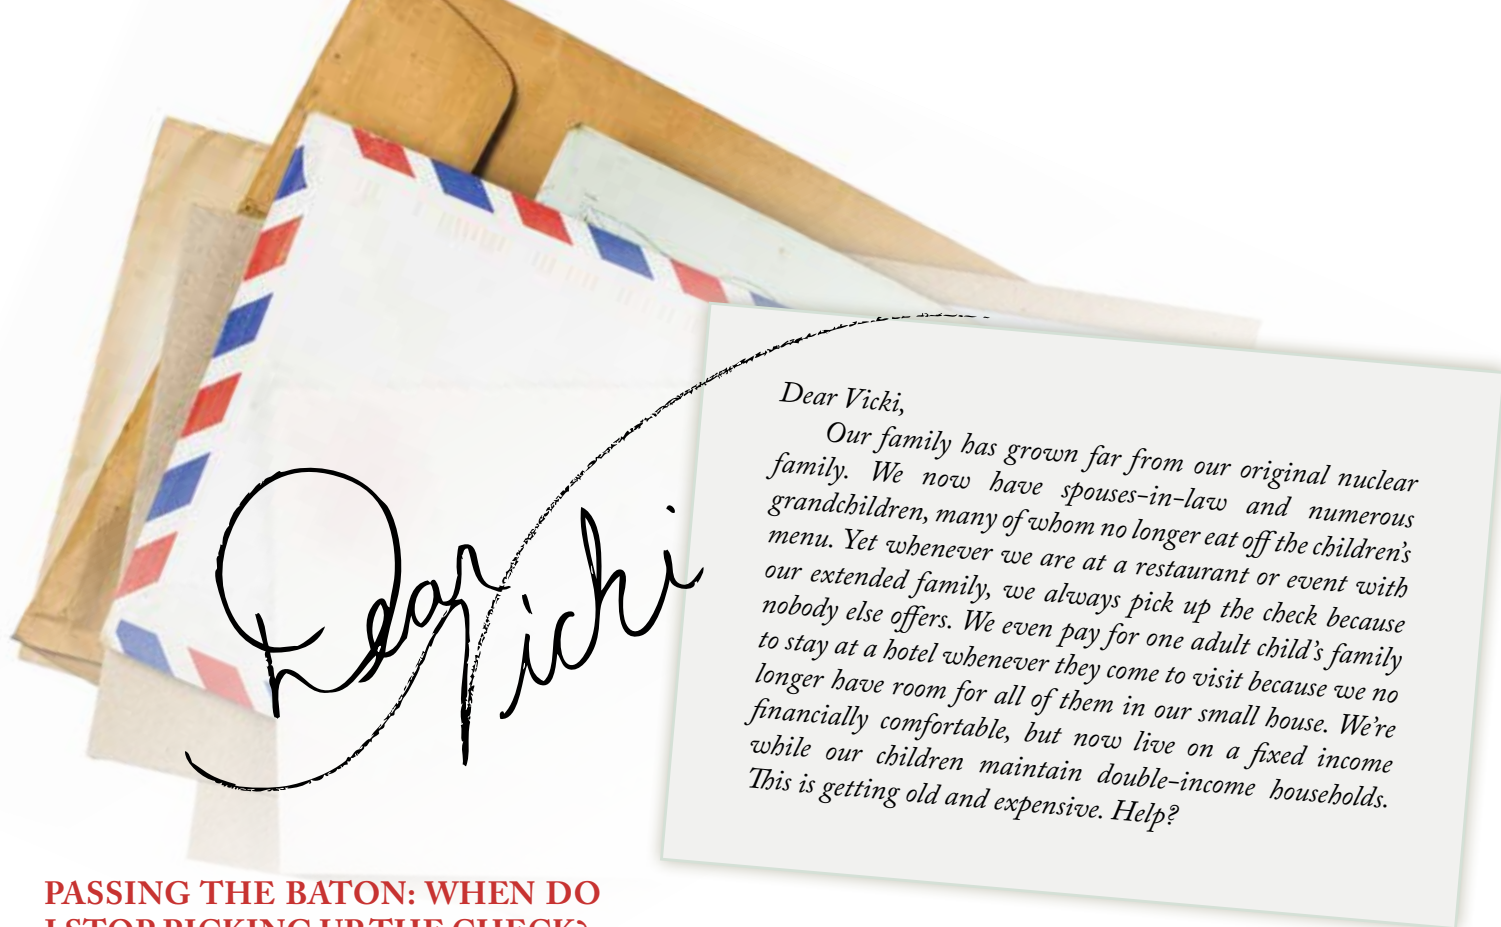 Dear Vicki
Dear Vicki,
Our family has grown far from our original nuclear
family. We now have spouses-in-law and numerous
grandchildren, many of whom no longer eat off the children's
menu. Yet whenever we are at a restaurant or event with
our extended family, we always pick up the check because
nobody else offers. We even pay for one adult child's family
to stay at a hotel whenever they come to visit because we no
longer have room for all of them in our small house. We're
financially comfortable, but now live on a fixed income
while our children maintain double-income households.
This is getting old and expensive. Help?
PASSING THE BATON: WHEN DO
I STOP PICKING UP THE CHECK?